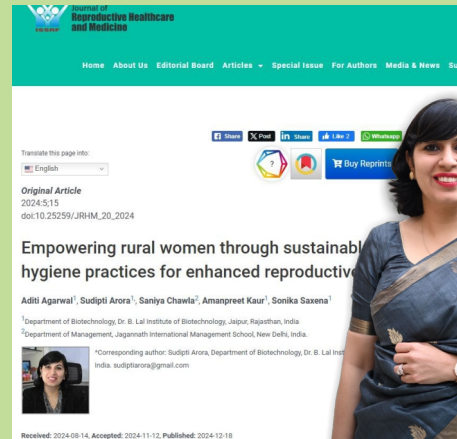 Journal of
Reproductive Healthcare
and Medicine
ISSRF
Home About Us Editorial Board Articles Special Issue For Authors Media & News Su
Share X Post in Share Like 2 Whatsapp
Translate this page into:
English
?
Buy Reprints
Original Article
2024:5;15
doi:10.25259/JRHM_20_2024
Empowering rural women through sustainabl
hygiene practices for enhanced reproductive
Aditi Agarwal1, Sudipti Arora1, Saniya Chawla2, Amanpreet Kaur1, Sonika Saxena1
1Department of Biotechnology, Dr. B. Lal Institute of Biotechnology, Jaipur, Rajasthan, India
2Department of Management, Jagannath International Management School, New Delhi, India.
*Corresponding author: Sudipti Arora, Department of Biotechnology, Dr. B. Lal Inst
India. sudiptiarora@gmail.com
Received: 2024-08-14, Accepted: 2024-11-12, Published: 2024-12-18